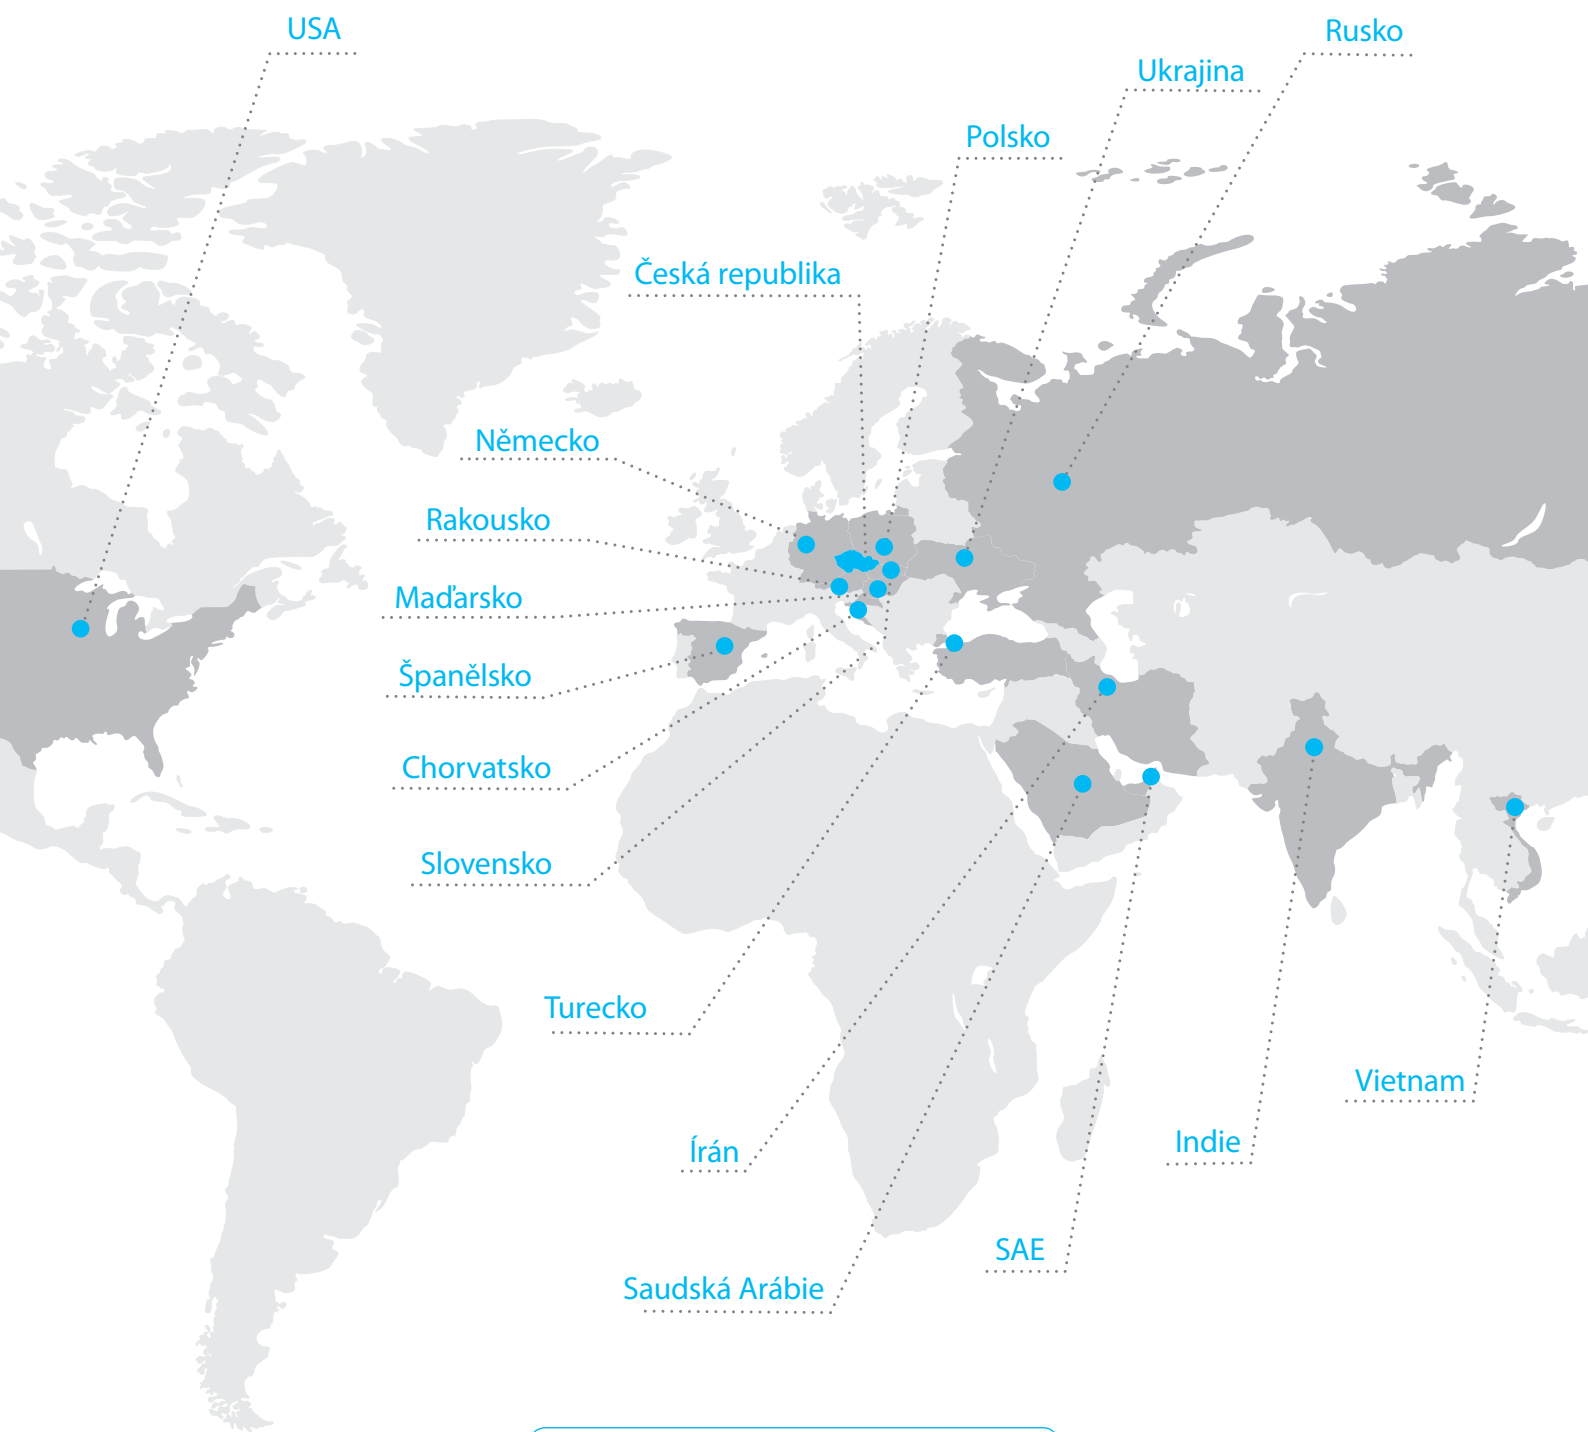 USA
Rusko
Ukrajina
Polsko
Česká republika
Německo
Rakousko
Maďarsko
Španělsko
Chorvatsko
Slovensko
Turecko
Vietnam
Indie
Írán
SAE
Saudská Arábie